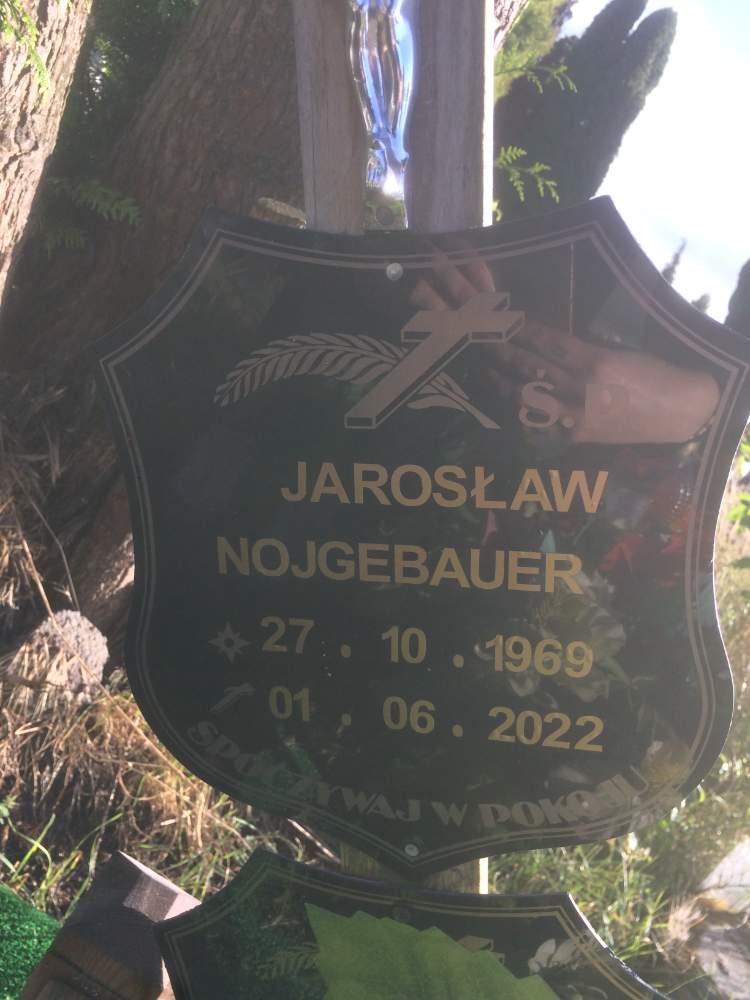 Ś.P.
JAROSŁAW
NOJGEBAUER
27 . 10 . 1969
01 . 06 . 2022
SPOCZYWAJ W POKOJU